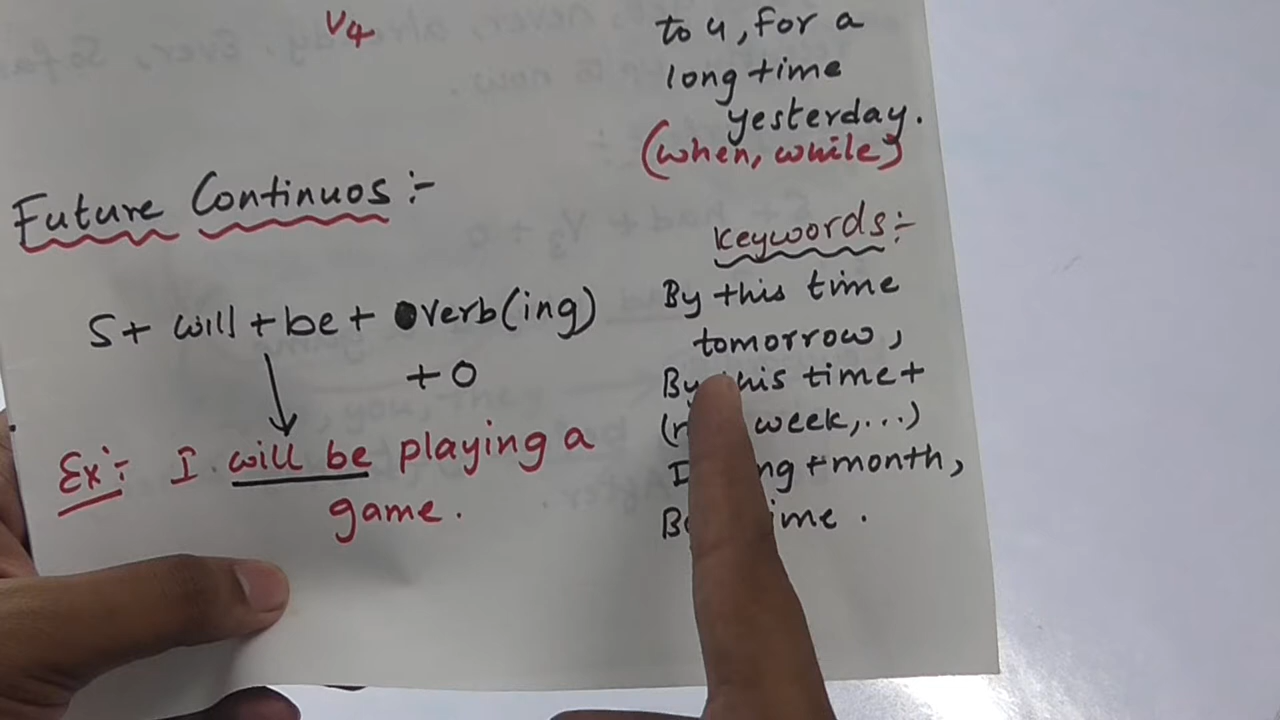 V4
to 4, for a
long time
yesterday.
(when, while)
Future Continuos :-
S+ will + be + verb(ing)
+ O
Ex:- I will be playing a
game.
Keywords :-
By this time
tomorrow,
By this time +
week, ...)
+ month,